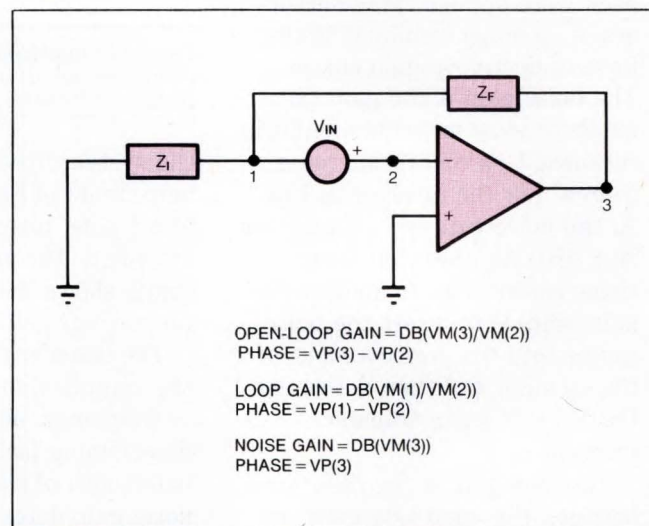 Z_F
V_IN
Z_I
+
1
2
3
+
OPEN-LOOP GAIN = DB(VM(3)/VM(2))
PHASE = VP(3) – VP(2)
LOOP GAIN = DB(VM(1)/VM(2))
PHASE = VP(1) – VP(2)
NOISE GAIN = DB(VM(3)
PHASE = VP(3)